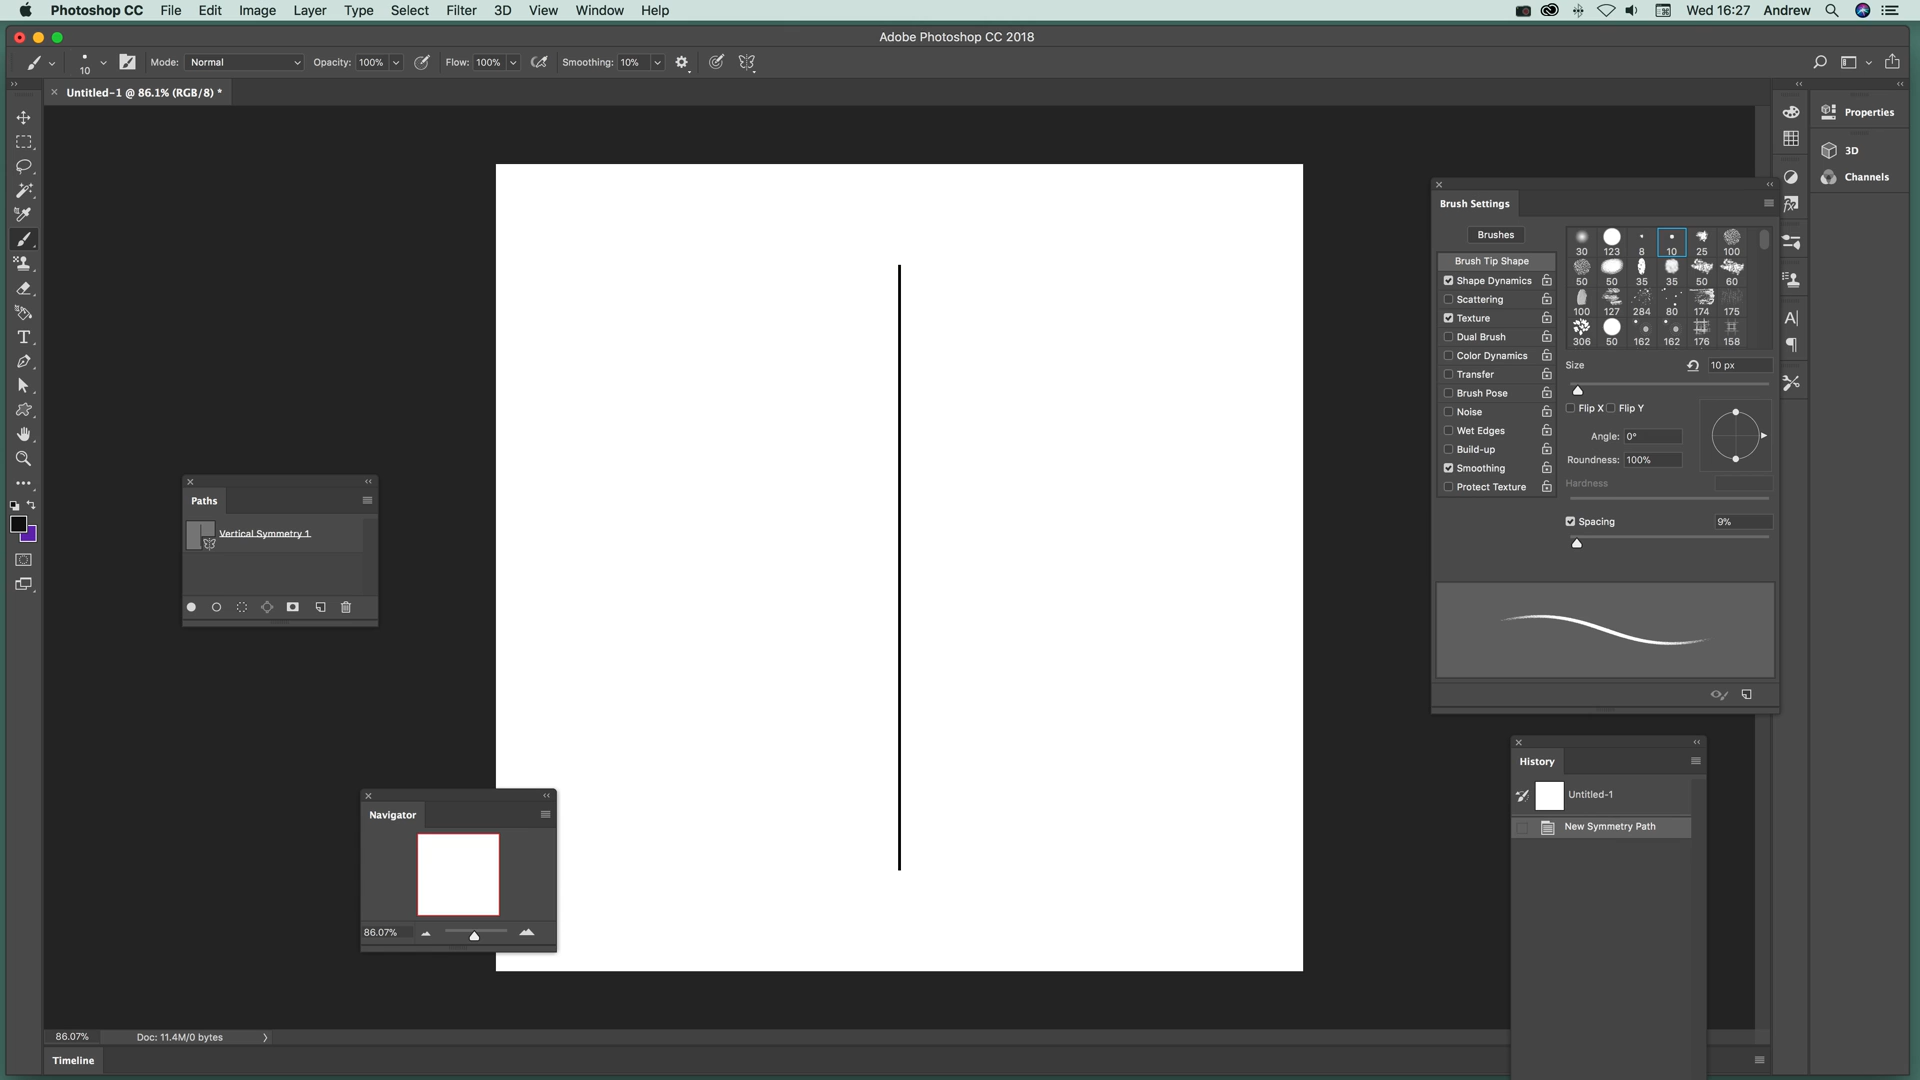 Photoshop CC File Edit Image Layer Type Select Filter 3D View Window Help Wed 16:27 Andrew
Adobe Photoshop CC 2018
10 Mode: Normal Opacity: 100% Flow: 100% Smoothing: 10%
Untitled-1 @ 86.1% (RGB/8) *
Properties
3D
Channels
Brush Settings
Brushes
Brush Tip Shape
Shape Dynamics
Scattering
Texture
Dual Brush
Color Dynamics
Transfer
Brush Pose
Noise
Wet Edges
Build-up
Smoothing
Protect Texture
30 123 8 10 25 100
50 50 35 35 50 60
100 127 284 80 174 175
306 50 162 162 176 158
Size 10 px
Flip X Flip Y
Angle: 0°
Roundness: 100%
Hardness
Spacing 9%
Paths
Vertical Symmetry 1
Navigator
86.07%
History
Untitled-1
New Symmetry Path
86.07% Doc: 11.4M/0 bytes
Timeline